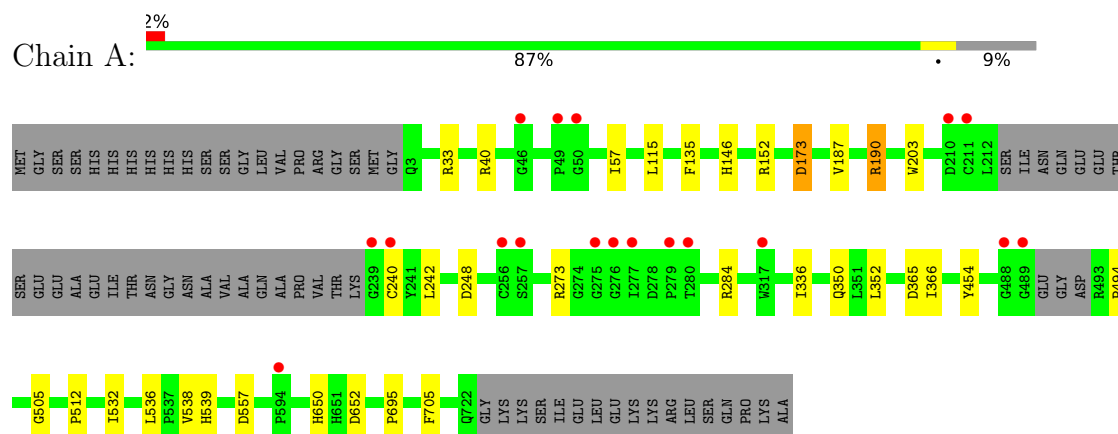 2%
Chain A:
87%
•
9%
MET GLY SER SER HIS HIS HIS HIS HIS HIS SER SER GLY LEU VAL PRO ARG GLY SER MET GLY Q3 R33 R40 G46 P49 G50 I57 L115 F135 H146 R152 D173 V187 R190 W203 D210 C211 L212 SER ILE ASN GLN GLU GLU THR
SER GLU GLU ALA GLU ILE THR ASN GLY ASN ALA VAL ALA GLN ALA PRO VAL THR LYS G239 C240 Y241 L242 D248 C256 S257 R273 G274 G275 G276 I277 D278 P279 T280 R284 W317 I336 Q350 L351 L352 D365 I366 Y454 G488 G489 GLU GLY ASP R493
G505 P512 I532 L536 P537 V538 H539 D557 P594 H650 H651 D652 P695 F705 Q722 GLY LYS LYS SER ILE GLU LEU GLU LYS LYS ARG LEU SER GLN PRO LYS ALA